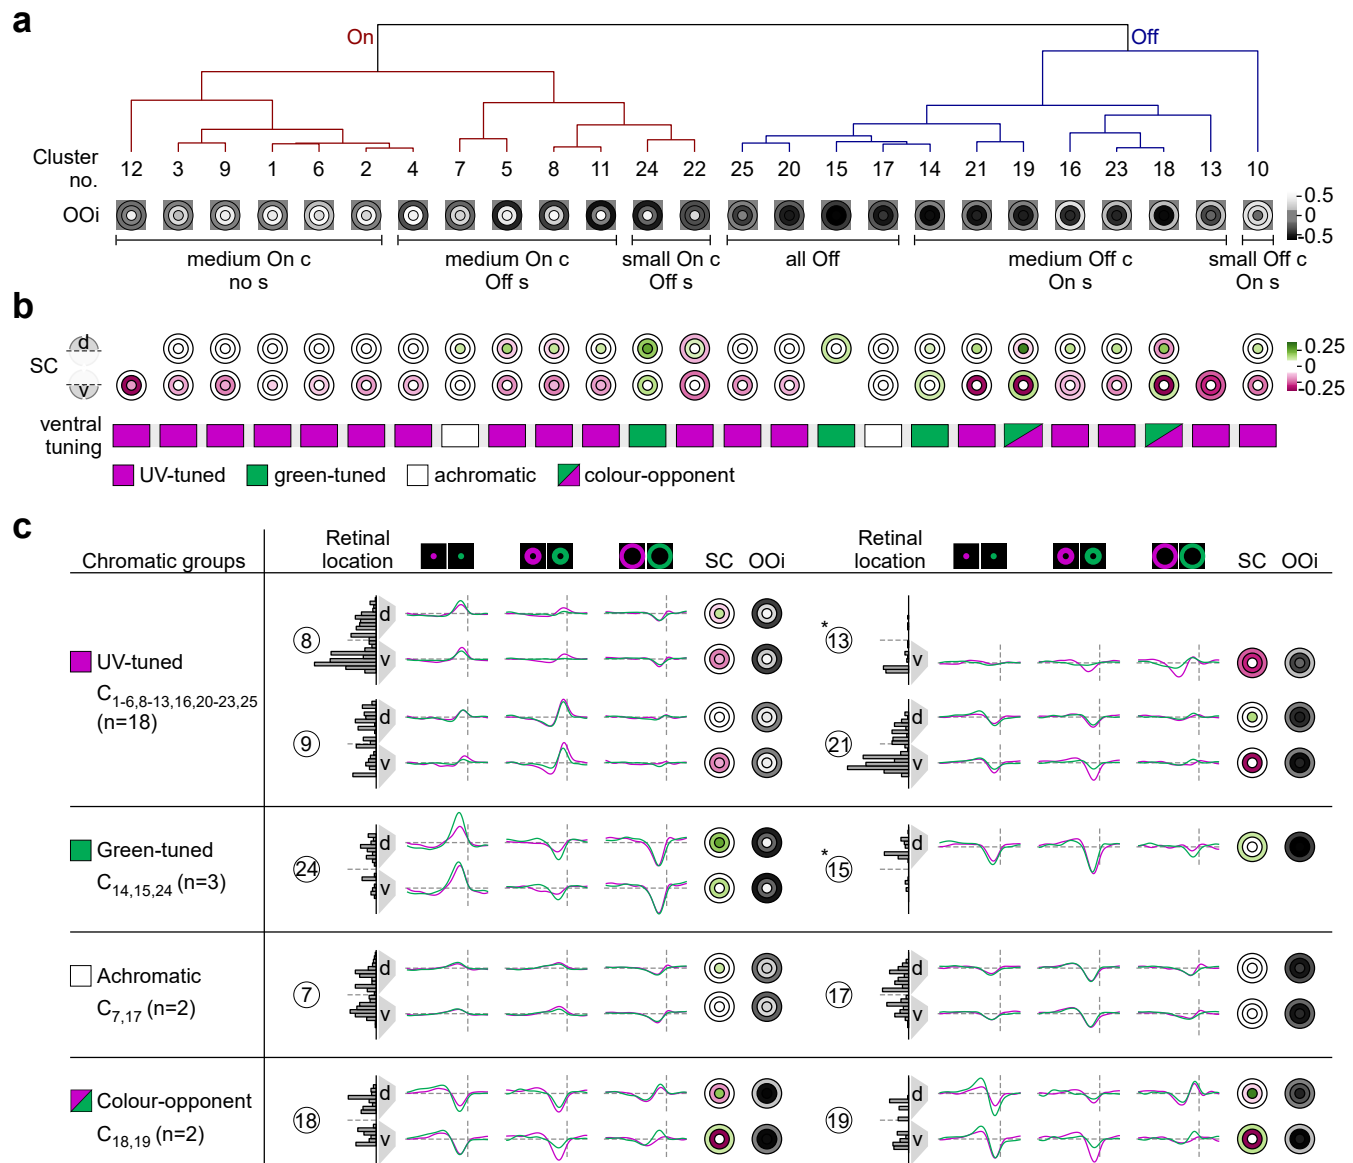 a
On
Off
Cluster no.
12 3 9 1 6 2 4 7 5 8 11 24 22 25 20 15 17 14 21 19 16 23 18 13 10
OOi
0.5
0
-0.5
medium On c no s
medium On c Off s
small On c Off s
all Off
medium Off c On s
small Off c On s
b
SC
d
v
0.25
0
-0.25
ventral tuning
UV-tuned
green-tuned
achromatic
colour-opponent
c
Chromatic groups
Retinal location
SC OOi
Retinal location
SC OOi
UV-tuned
C1-6,8-13,16,20-23,25
(n=18)
8
d
v
9
d
v
*
13
v
21
d
v
Green-tuned
C14,15,24 (n=3)
24
d
v
*
15
d
Achromatic
C7,17 (n=2)
7
d
v
17
d
v
Colour-opponent
C18,19 (n=2)
18
d
v
19
d
v